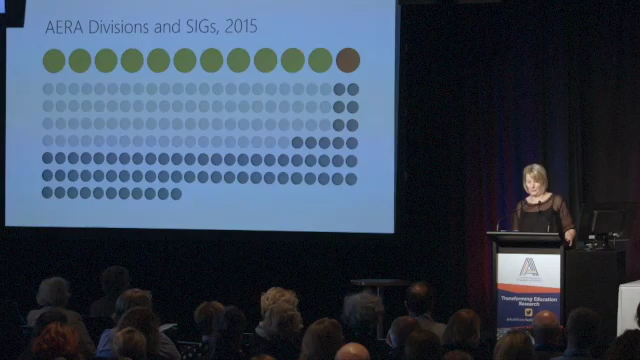 AERA Divisions and SIGs, 2015
Transforming Education
Research